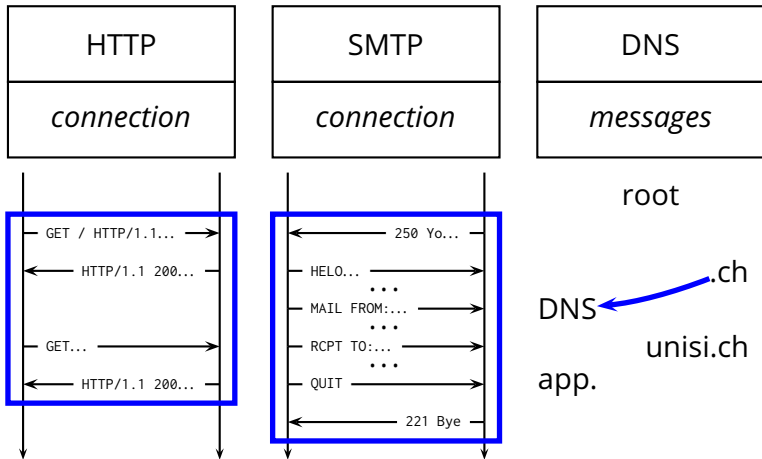 HTTP
connection
GET / HTTP/1.1...
HTTP/1.1 200...
GET...
HTTP/1.1 200...
SMTP
connection
250 Yo...
HELO...
...
MAIL FROM:...
...
RCPT TO:...
...
QUIT
221 Bye
DNS
messages
root
.ch
DNS
unisi.ch
app.